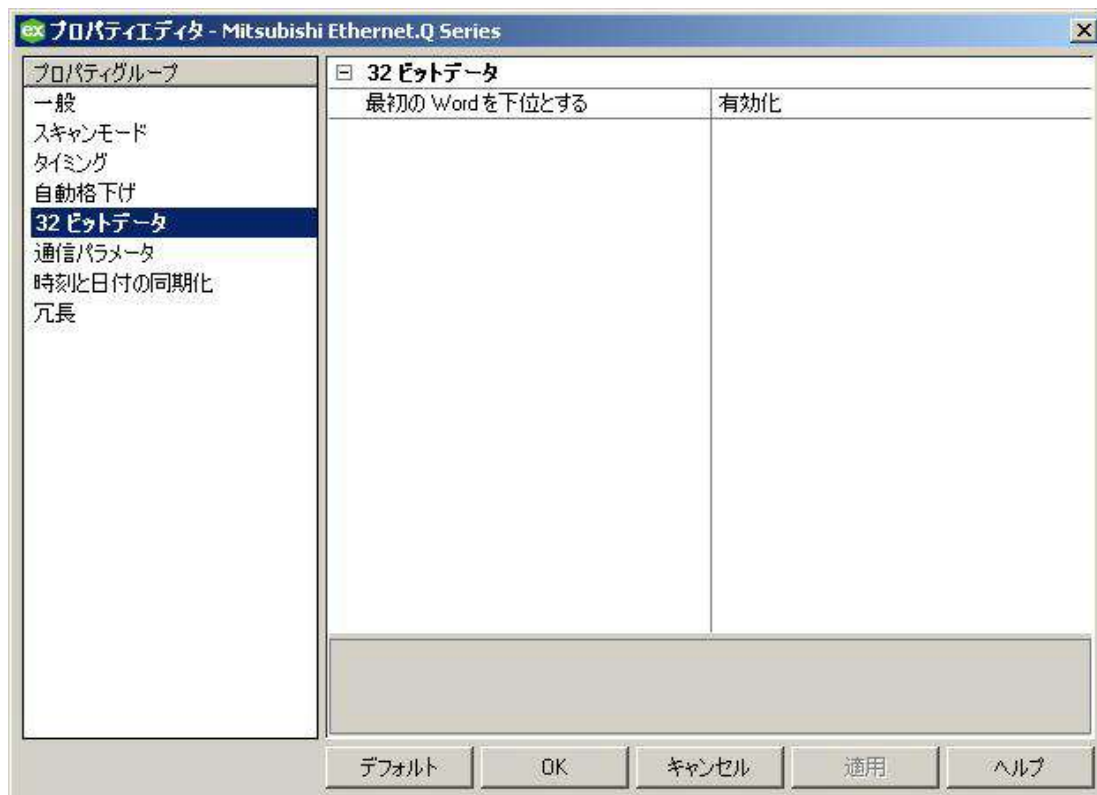 ex プロパティエディタ - Mitsubishi Ethernet.Q Series
プロパティグループ
一般
スキャンモード
タイミング
自動格下げ
32 ビットデータ
通信パラメータ
時刻と日付の同期化
冗長
32 ビットデータ
最初の Word を下位とする 有効化
デフォルト OK キャンセル 適用 ヘルプ